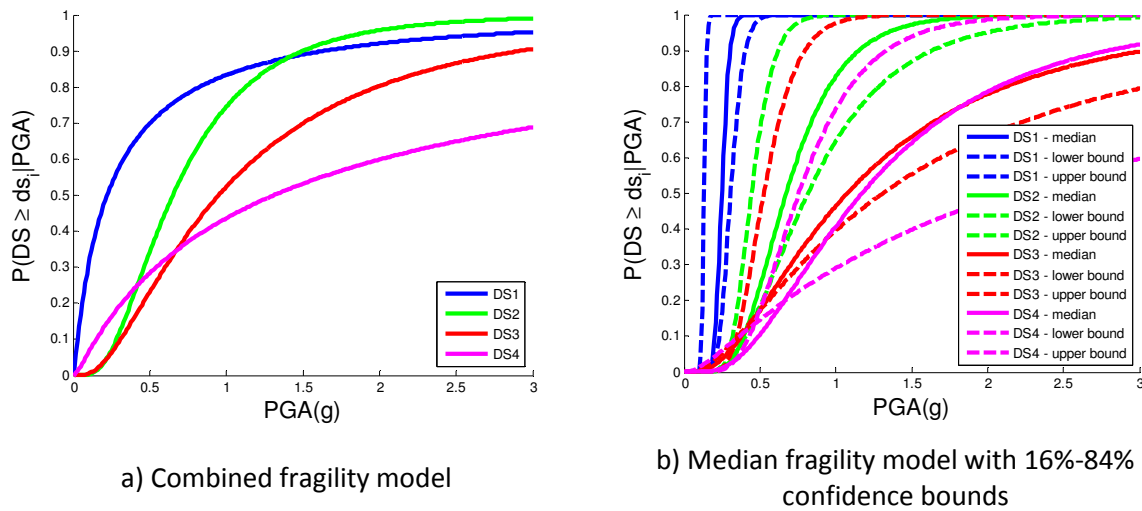 1
0.9
0.8
0.7
0.6
0.5
0.4
0.3
0.2
0.1
0
P(DS ≥ dsᵢ|PGA)
DS1
DS2
DS3
DS4
0 0.5 1 1.5 2 2.5 3
PGA(g)
a) Combined fragility model
1
0.9
0.8
0.7
0.6
0.5
0.4
0.3
0.2
0.1
0
P(DS ≥ dsᵢ|PGA)
DS1 - median
DS1 - lower bound
DS1 - upper bound
DS2 - median
DS2 - lower bound
DS2 - upper bound
DS3 - median
DS3 - lower bound
DS3 - upper bound
DS4 - median
DS4 - lower bound
DS4 - upper bound
0 0.5 1 1.5 2 2.5 3
PGA(g)
b) Median fragility model with 16%-84%
confidence bounds